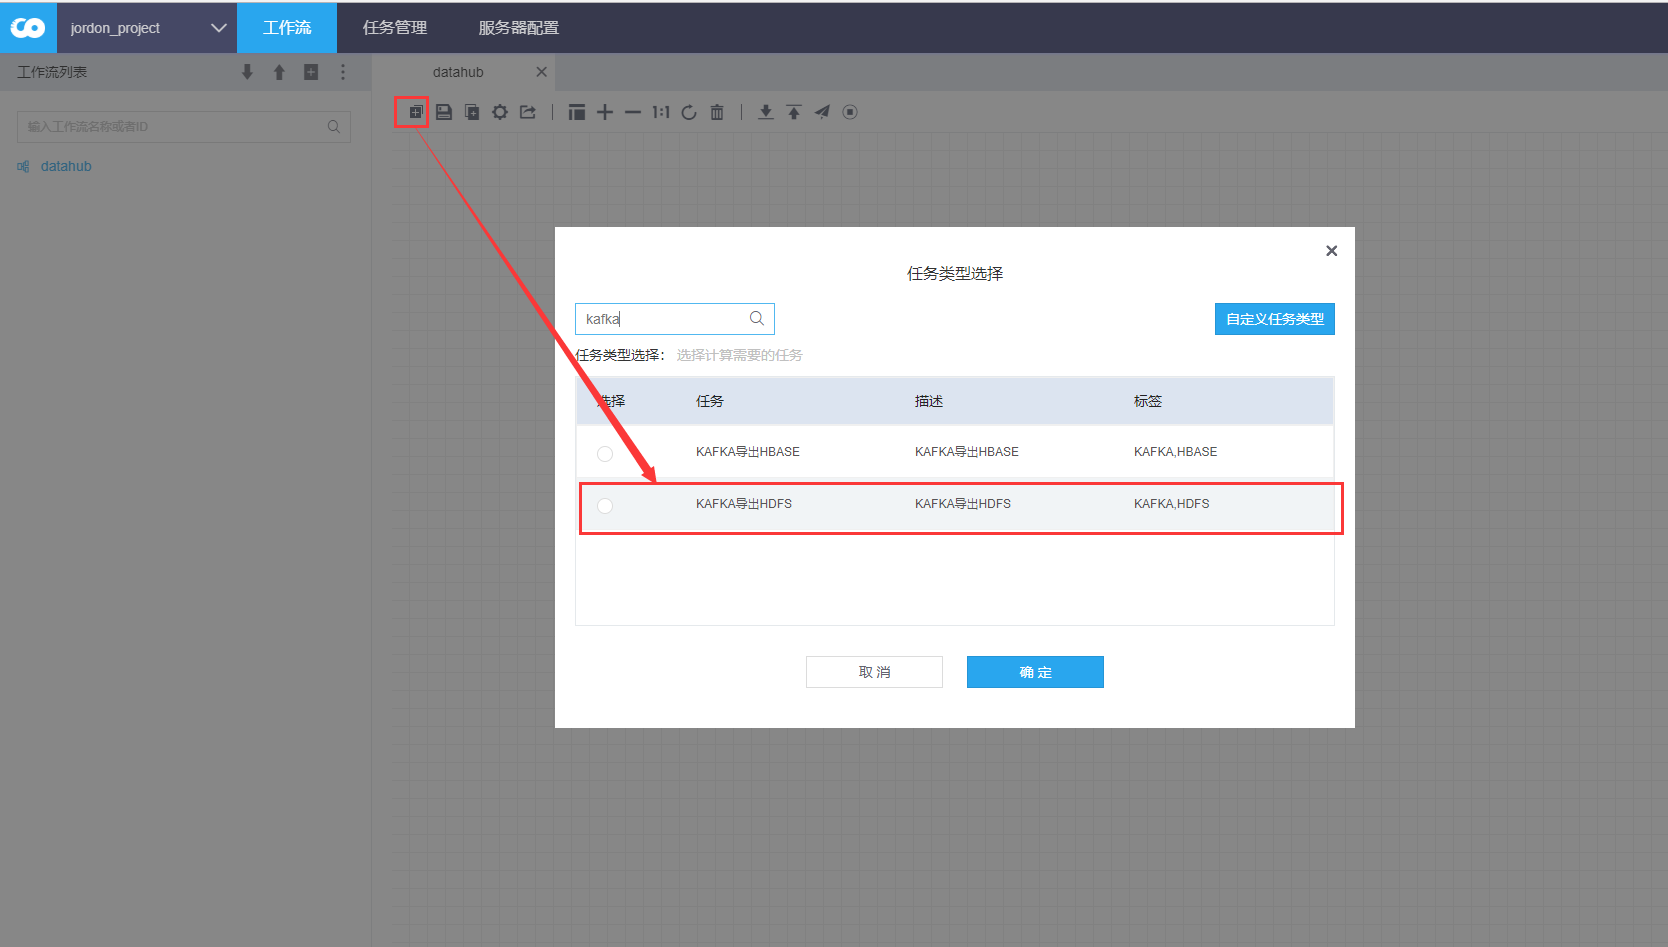 jordon_project
工作流
任务管理
服务器配置
工作流列表
datahub
输入工作流名称或者ID
1:1
datahub
任务类型选择
kafka
自定义任务类型
任务类型选择： 选择计算需要的任务
选择 任务 描述 标签
KAFKA导出HBASE KAFKA导出HBASE KAFKA,HBASE
KAFKA导出HDFS KAFKA导出HDFS KAFKA,HDFS
取 消
确 定